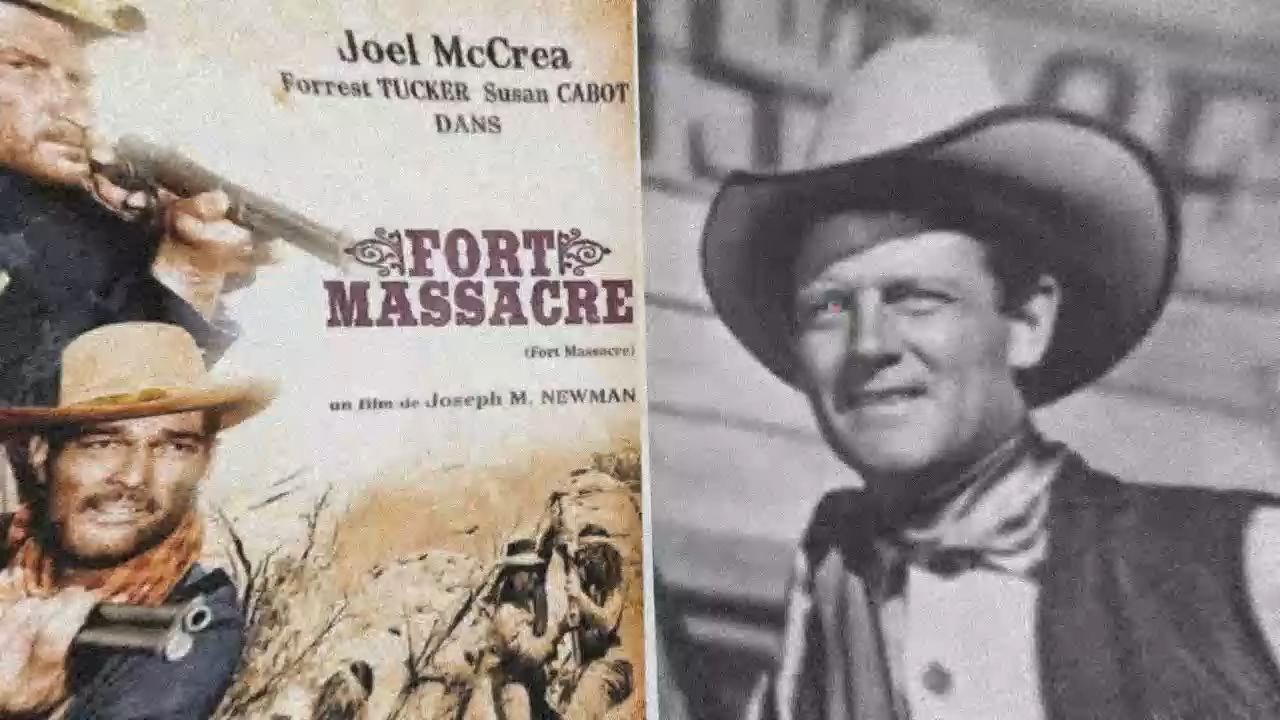 Joel McCrea
Forrest TUCKER Susan CABOT
DANS
FORT
MASSACRE
(Fort Massacre)
un film de Joseph M. NEWMAN